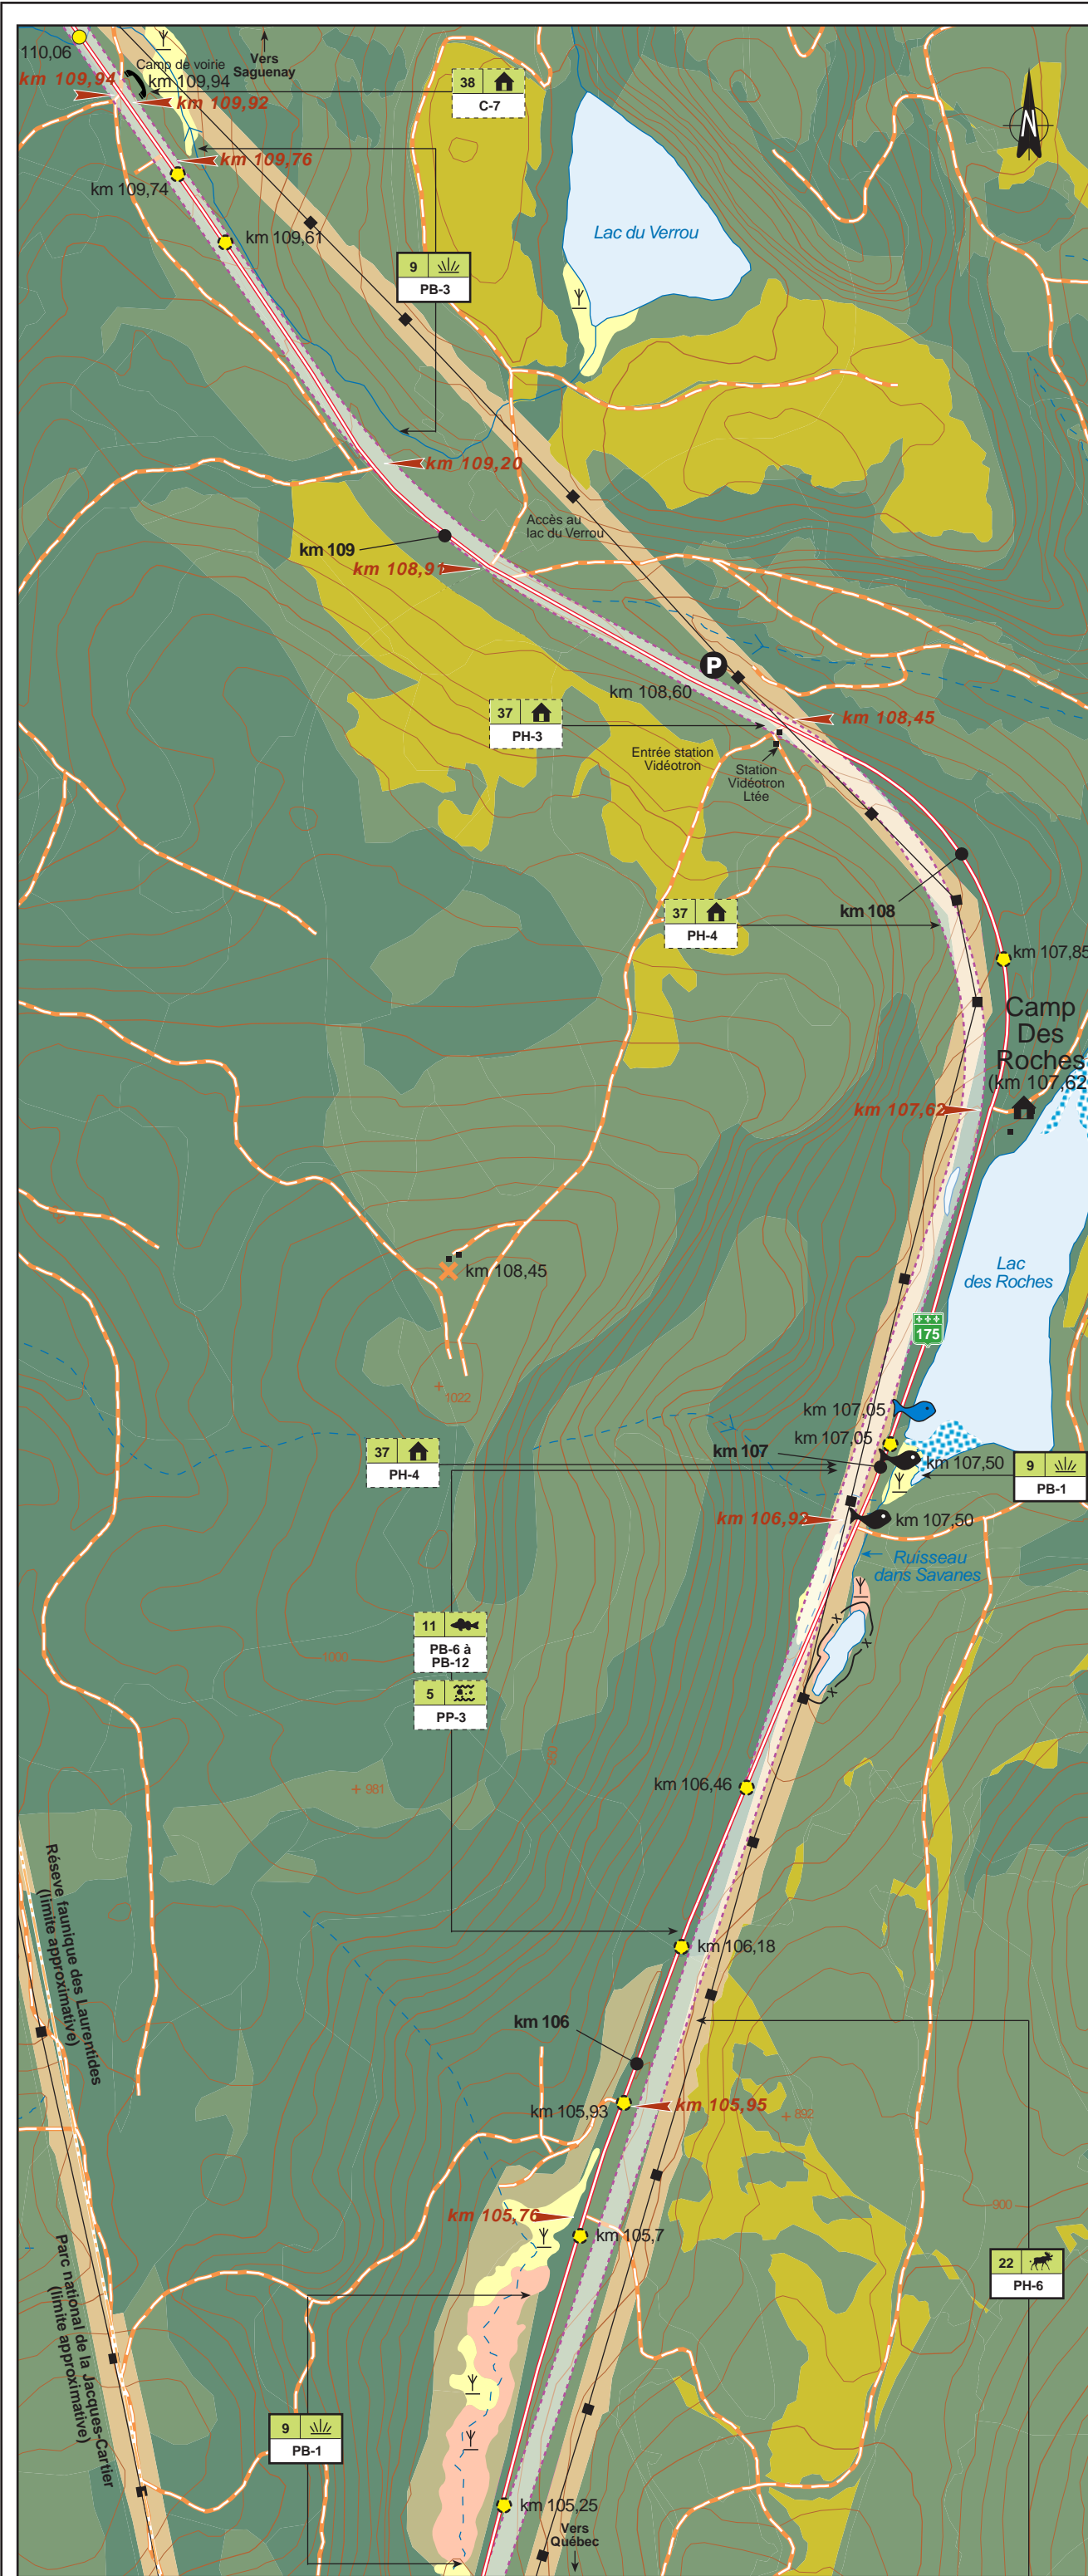 110,06
Camp de voirie
Vers
Saguenay
km 109,94
km 109,94
km 109,92
38
C-7
N
km 109,76
km 109,74
km 109,61
Lac du Verrou
9
PB-3
km 109,20
Accès au
lac du Verrou
km 109
km 108,91
P
km 108,60
km 108,45
37
PH-3
Entrée station
Vidéotron
Station
Vidéotron
Ltée
37
PH-4
km 108
km 107,85
Camp
Des
Roches
(km 107,62
km 107,62
Lac
des Roches
km 108,45
175
1022
km 107,05
km 107,05
km 107
km 107,50
37
PH-4
9
PB-1
km 106,92
km 107,50
Ruisseau
dans Savanes
x
x
x
11
PB-6 à
PB-12
1000
5
PP-3
981
km 106,46
Réseve faunique des Laurentides
(limite approximative)
km 106,18
km 106
km 105,93
km 105,95
892
km 105,76
km 105,7
900
22
PH-6
Parc national de la Jacques-Cartier
(limite approximative)
9
PB-1
km 105,25
Vers
Québec